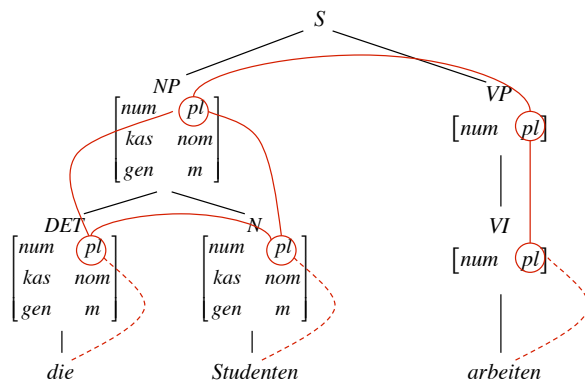 S
NP VP
[num pl
kas nom
gen m]
[num pl]
DET N VI
[num pl
kas nom
gen m]
[num pl
kas nom
gen m]
[num pl]
die Studenten arbeiten